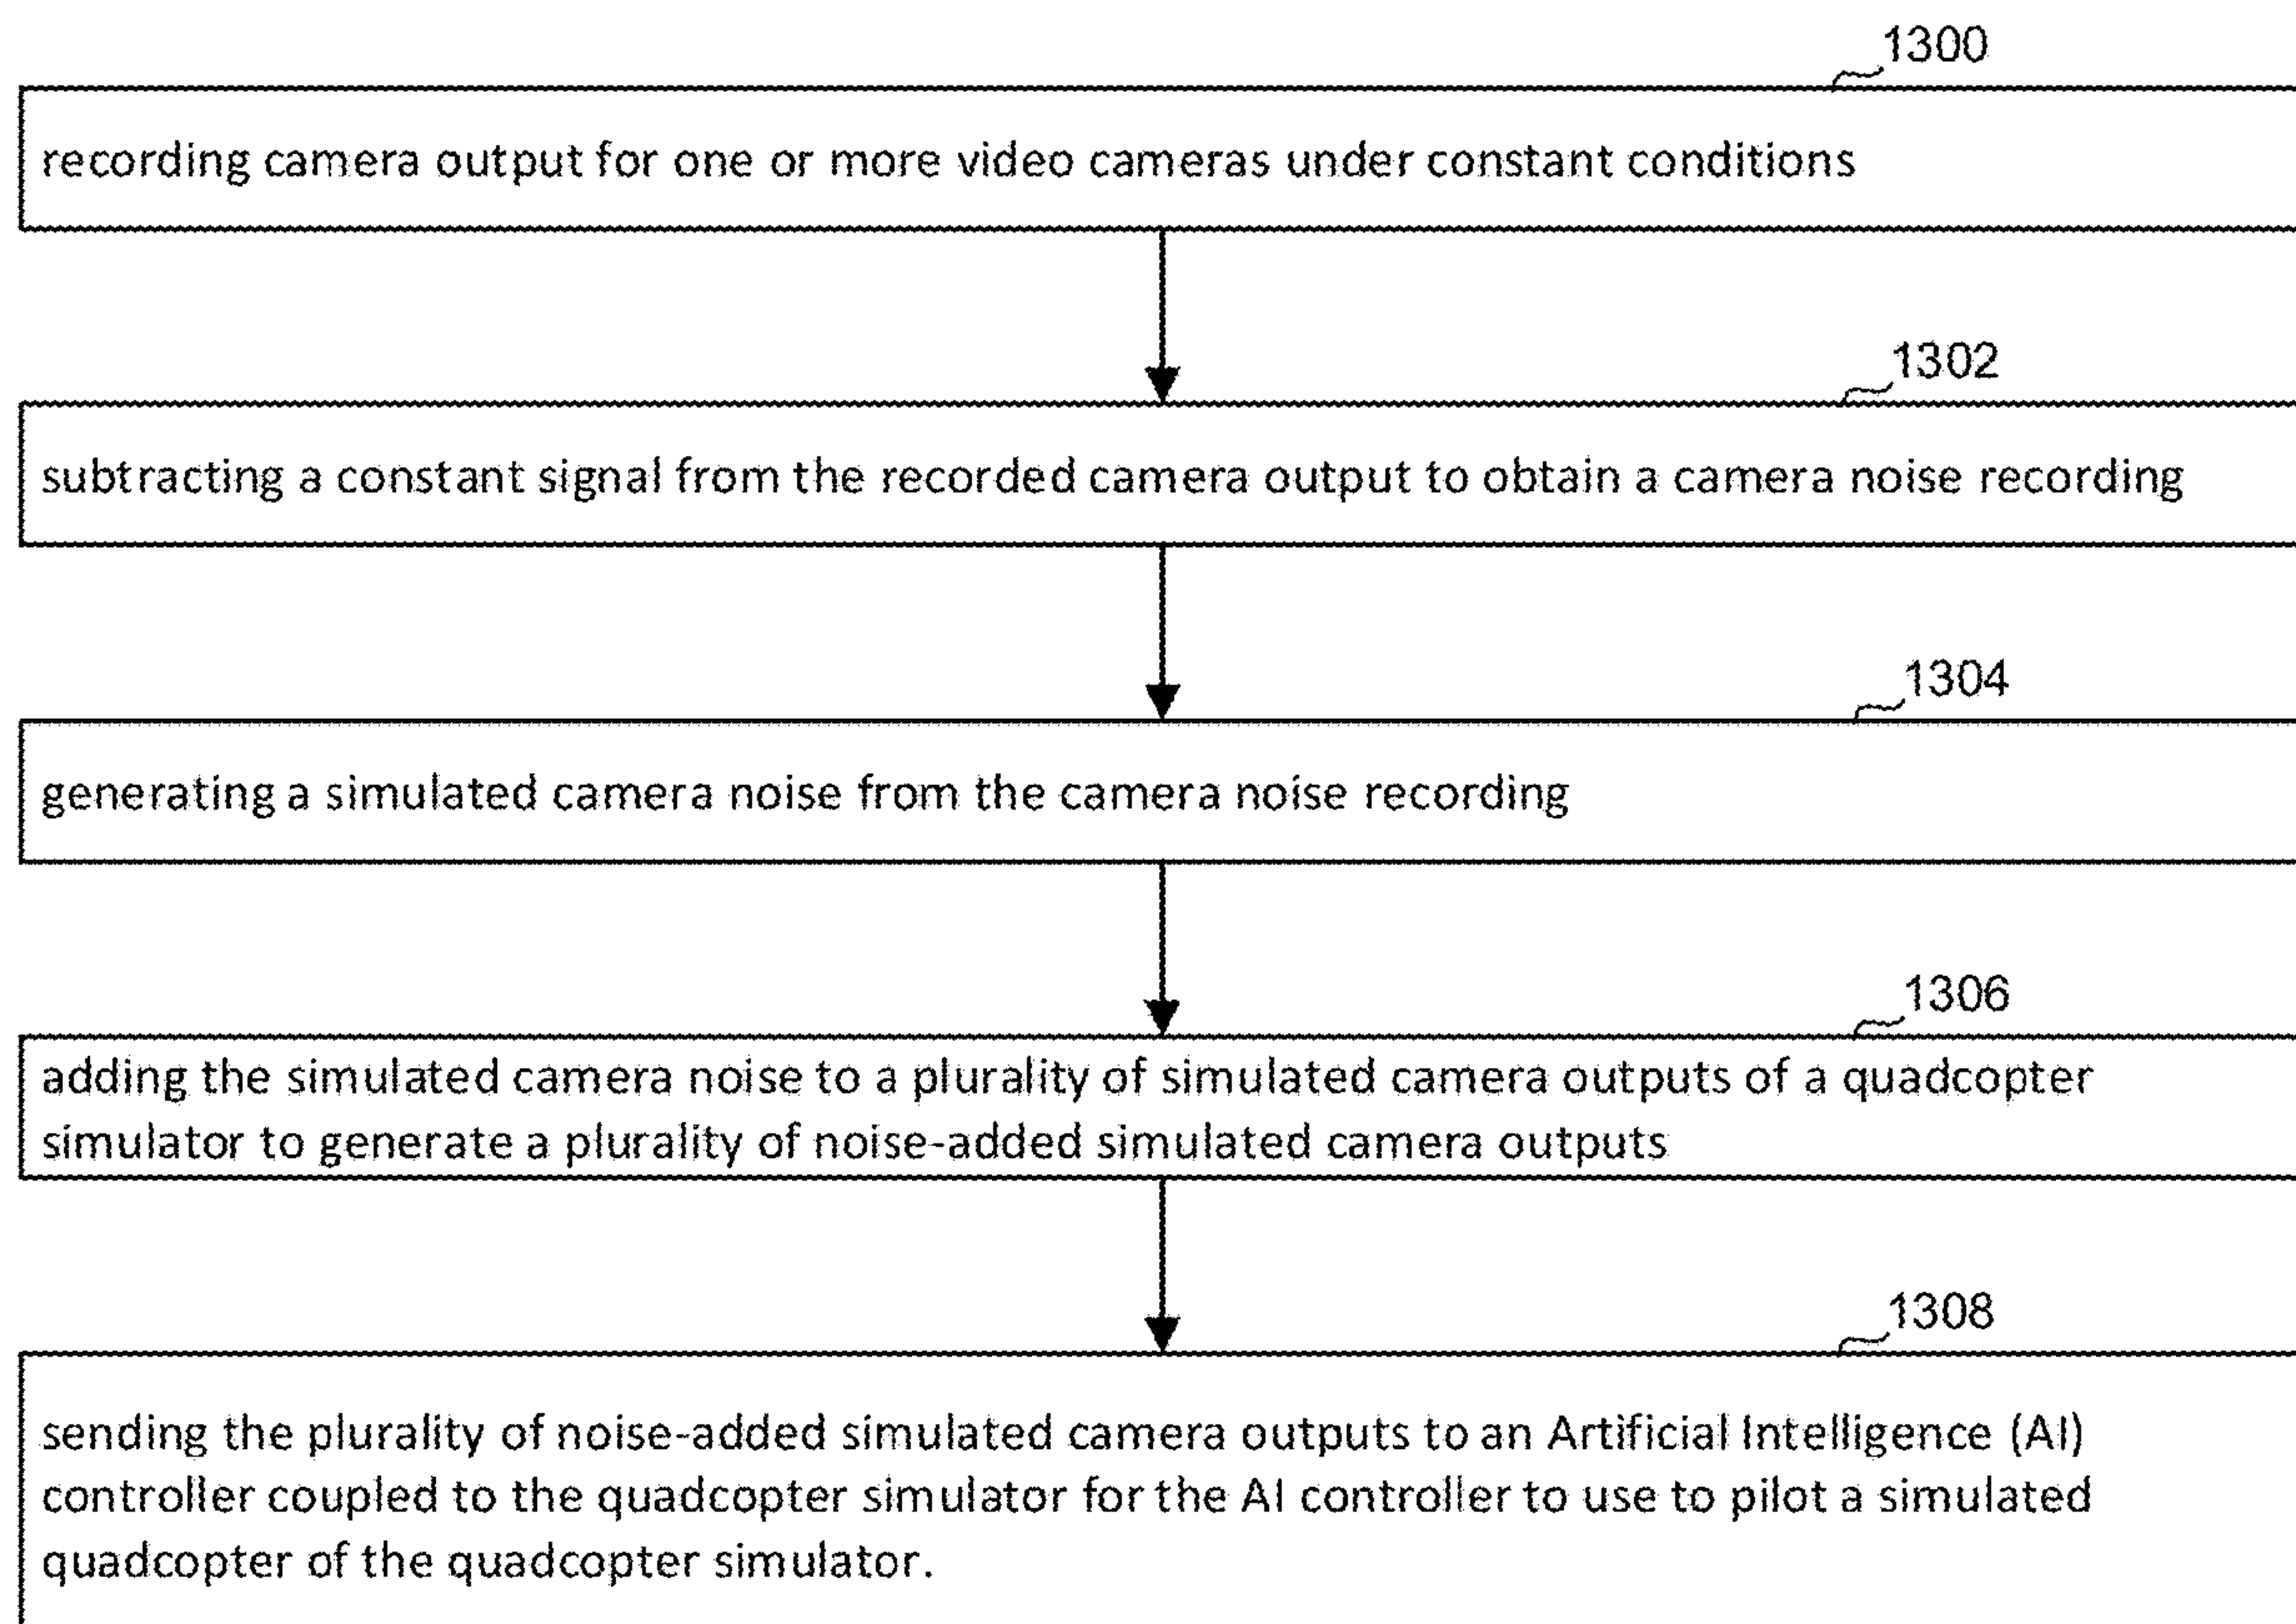 1300
recording camera output for one or more video cameras under constant conditions
1302
subtracting a constant signal from the recorded camera output to obtain a camera noise recording
1304
generating a simulated camera noise from the camera noise recording
1306
adding the simulated camera noise to a plurality of simulated camera outputs of a quadcopter
simulator to generate a plurality of noise-added simulated camera outputs
1308
sending the plurality of noise-added simulated camera outputs to an Artificial Intelligence (AI)
controller coupled to the quadcopter simulator for the AI controller to use to pilot a simulated
quadcopter of the quadcopter simulator.